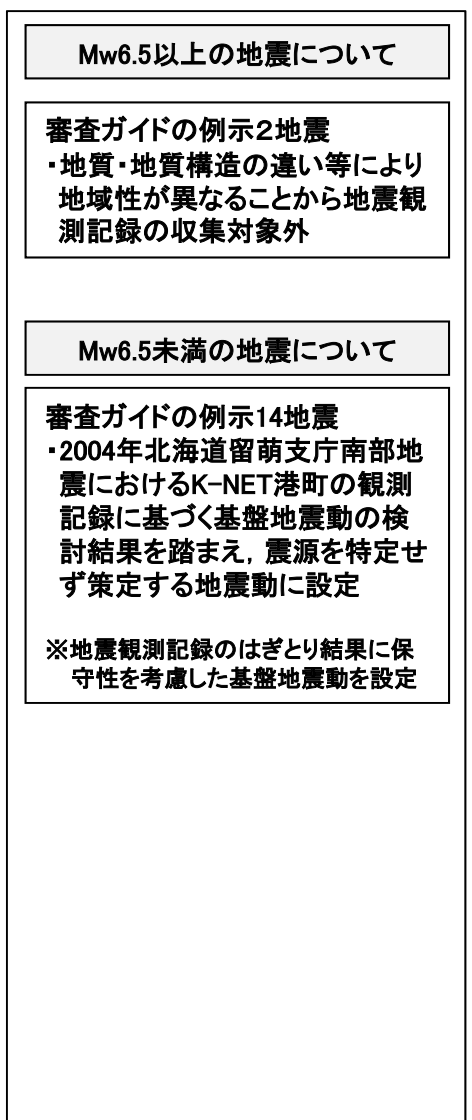 Mw6.5以上の地震について
審査ガイドの例示2地震
・地質・地質構造の違い等により
地域性が異なることから地震観
測記録の収集対象外
Mw6.5未満の地震について
審査ガイドの例示14地震
・2004年北海道留萌支庁南部地
震におけるK-NET港町の観測
記録に基づく基盤地震動の検
討結果を踏まえ，震源を特定せ
ず策定する地震動に設定
※地震観測記録のはぎとり結果に保
守性を考慮した基盤地震動を設定